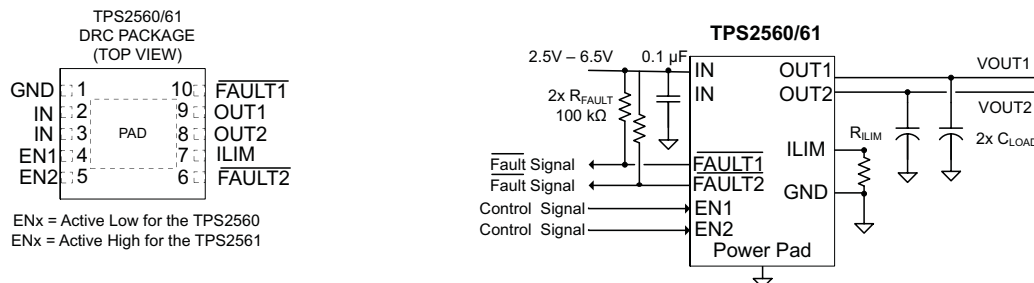 TPS2560/61
DRC PACKAGE
(TOP VIEW)
GND 1
IN 2
IN 3
EN1 4
EN2 5
PAD
10 FAULT1
9 OUT1
8 OUT2
7 ILIM
6 FAULT2
ENx = Active Low for the TPS2560
ENx = Active High for the TPS2561
TPS2560/61
2.5V – 6.5V
0.1 µF
2x RFAULT
100 kΩ
Fault Signal
Fault Signal
Control Signal
Control Signal
IN
IN
FAULT1
FAULT2
EN1
EN2
Power Pad
OUT1
OUT2
ILIM
GND
RILIM
VOUT1
VOUT2
2x CLOAD